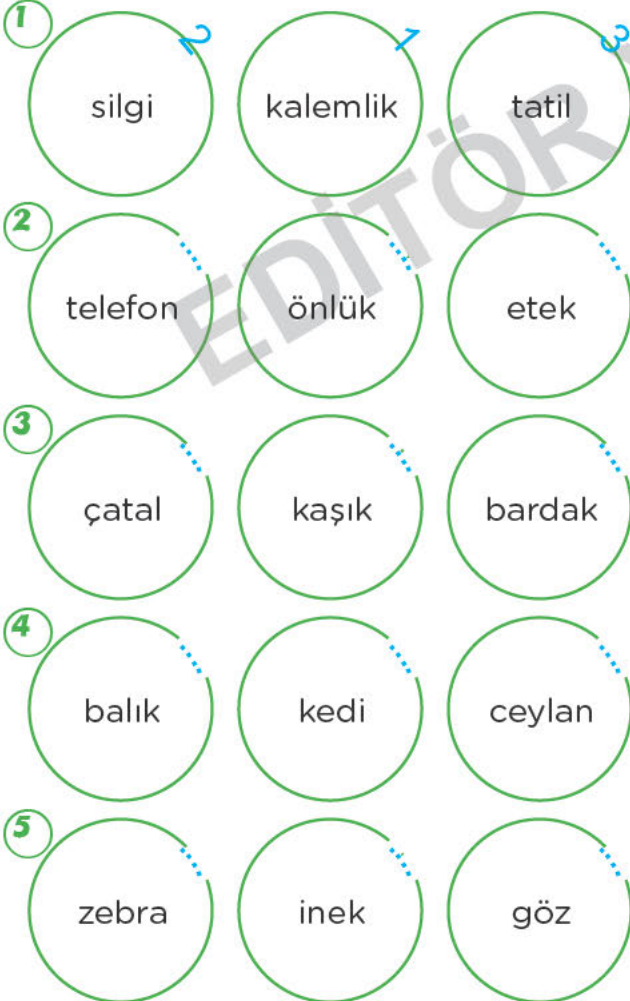 1
2 1 3
silgi kalemlik tatil
EDİTÖR
2
telefon önlük etek
3
çatal kaşık bardak
4
balık kedi ceylan
5
zebra inek göz